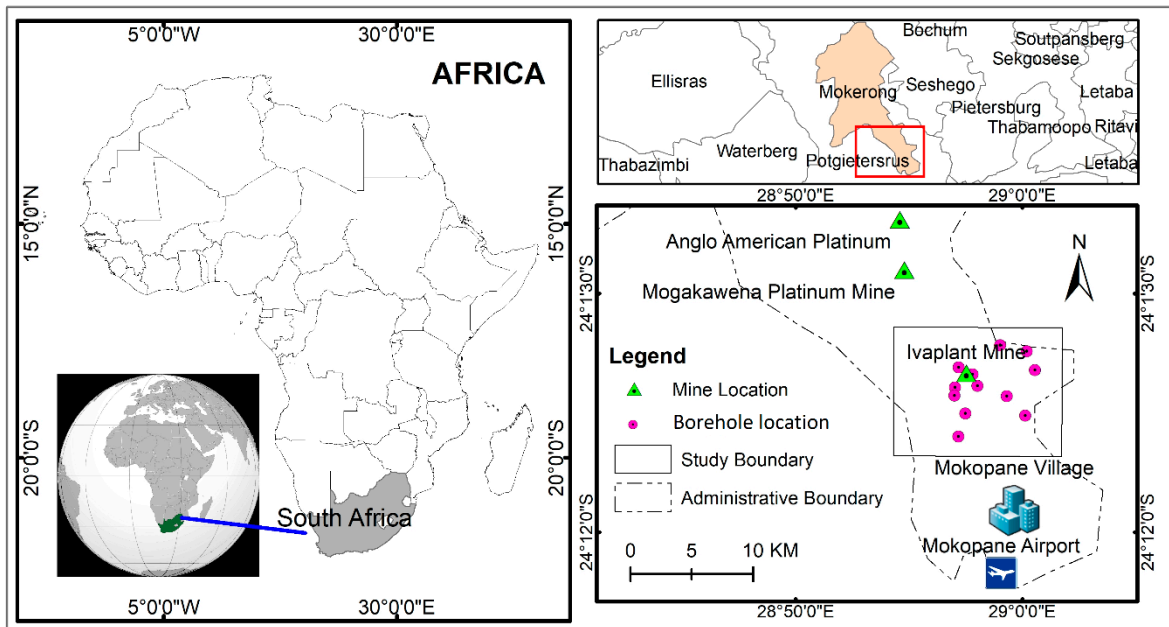 5°0'0"W
30°0'0"E
AFRICA
15°0'0"N
20°0'0"S
South Africa
5°0'0"W
30°0'0"E
Bochum
Soutpansberg
Sekgosese
Ellisras
Mokerong
Seshego
Letaba
Pietersburg
Thabamoopo
Ritavi
Waterberg
Thabazimbi
Potgietersrus
Letaba
28°50'0"E
29°0'0"E
15°0'0"N
Anglo American Platinum
N
24°1'30"S
Mogakawena Platinum Mine
24°1'30"S
Legend
Ivaplant Mine
Mine Location
Borehole location
20°0'0"S
Study Boundary
Mokopane Village
Administrative Boundary
24°12'0"S
Mokopane Airport
24°12'0"S
0 5 10 KM
28°50'0"E
29°0'0"E